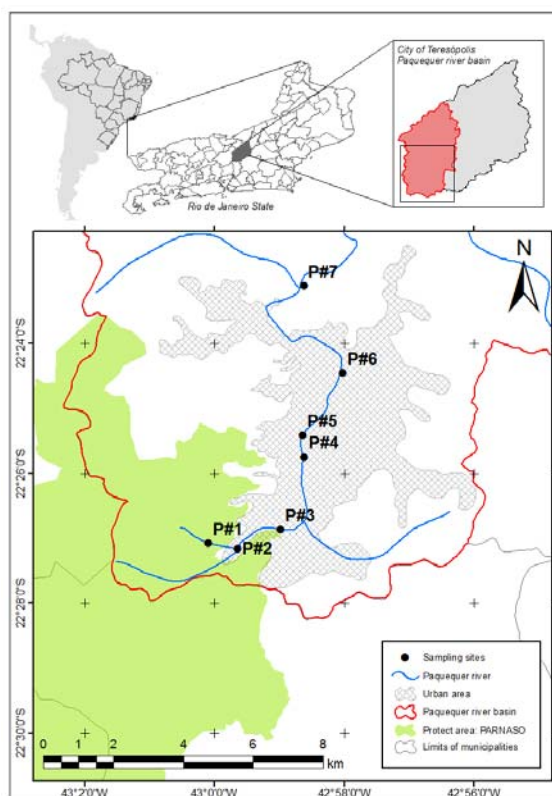 City of Teresópolis
Paquequer river basin
Rio de Janeiro State
N
P#7
P#6
P#5
P#4
P#3
P#1
P#2
22°24'0"S
22°26'0"S
22°28'0"S
22°30'0"S
Sampling sites
Paquequer river
Urban area
Paquequer river basin
Protect area: PARNASO
Limits of municipalities
0 1 2 4 6 8
km
43°2'0"W 43°0'0"W 42°58'0"W 42°56'0"W